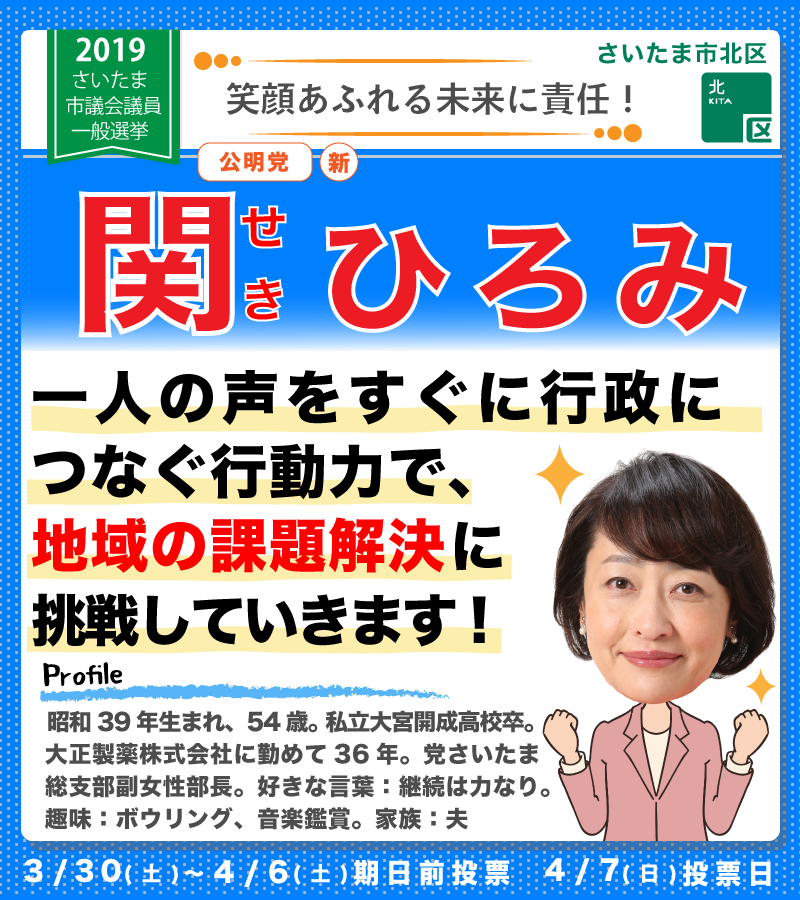 2019
さいたま
市議会議員
一般選挙
さいたま市北区
笑顔あふれる未来に責任！
北
KITA
区
公明党 新
関 せき ひろみ
一人の声をすぐに行政に
つなぐ行動力で、
地域の課題解決に
挑戦していきます！
Profile
昭和39年生まれ、54歳。私立大宮開成高校卒。
大正製薬株式会社に勤めて36年。党さいたま
総支部副女性部長。好きな言葉：継続は力なり。
趣味：ボウリング、音楽鑑賞。家族：夫
3/30(土)～4/6(土)期日前投票 4/7(日)投票日